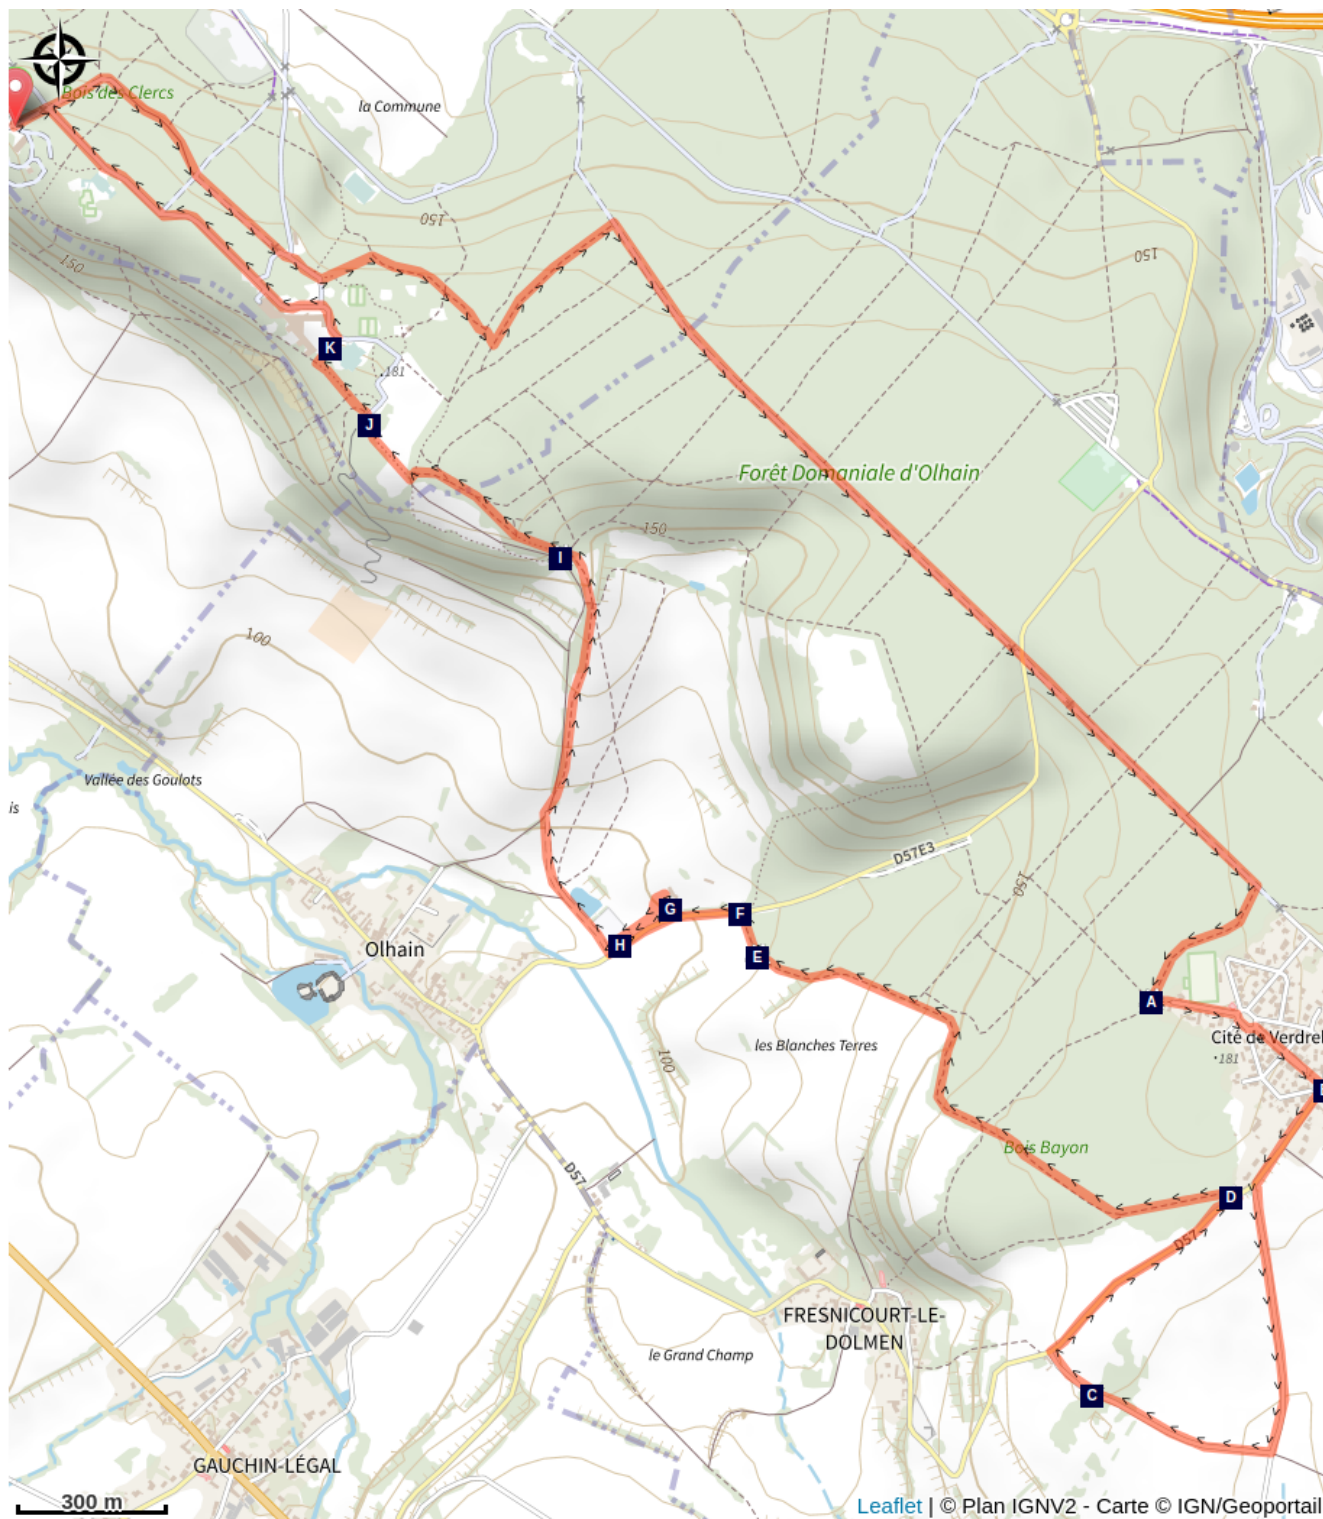 Bois des Clercs
la Commune
150
150
150
K
181
J
Forêt Domaniale d'Olhain
150
I
100
Vallée des Goulots
is
D57E3
150
G
F
H
E
Olhain
A
Cité de Verdrel
181
les Blanches Terres
100
Bois Bayon
D57
D
D57
FRESNICOURT-LE-
DOLMEN
le Grand Champ
C
GAUCHIN-LÉGAL
300 m
Leaflet | © Plan IGNV2 - Carte © IGN/Geoportail